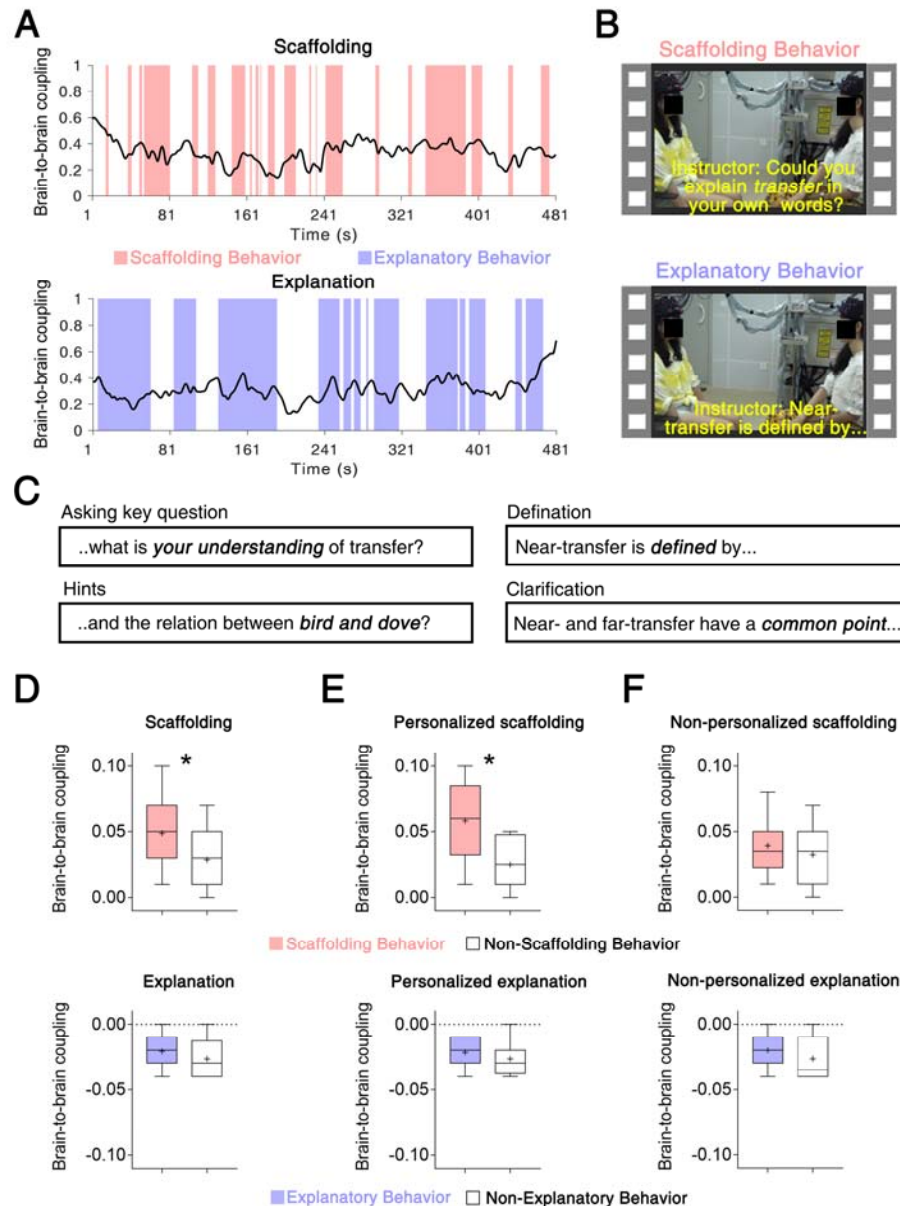 A
Scaffolding
Brain-to-brain coupling
1
0.8
0.6
0.4
0.2
0
1 81 161 241 321 401 481
Time (s)
Scaffolding Behavior Explanatory Behavior
Explanation
Brain-to-brain coupling
1
0.8
0.6
0.4
0.2
0
1 81 161 241 321 401 481
Time (s)
B
Scaffolding Behavior
Instructor: Could you
explain transfer in
your own words?
Explanatory Behavior
Instructor: Near-
transfer is defined by...
C
Asking key question
..what is your understanding of transfer?
Hints
..and the relation between bird and dove?
Defination
Near-transfer is defined by...
Clarification
Near- and far-transfer have a common point...
D
Scaffolding
Brain-to-brain coupling
0.10
0.05
0.00
*
E
Personalized scaffolding
Brain-to-brain coupling
0.10
0.05
0.00
*
F
Non-personalized scaffolding
Brain-to-brain coupling
0.10
0.05
0.00
Scaffolding Behavior Non-Scaffolding Behavior
Explanation
Brain-to-brain coupling
0.00
-0.05
-0.10
Personalized explanation
Brain-to-brain coupling
0.00
-0.05
-0.10
Non-personalized explanation
Brain-to-brain coupling
0.00
-0.05
-0.10
Explanatory Behavior Non-Explanatory Behavior